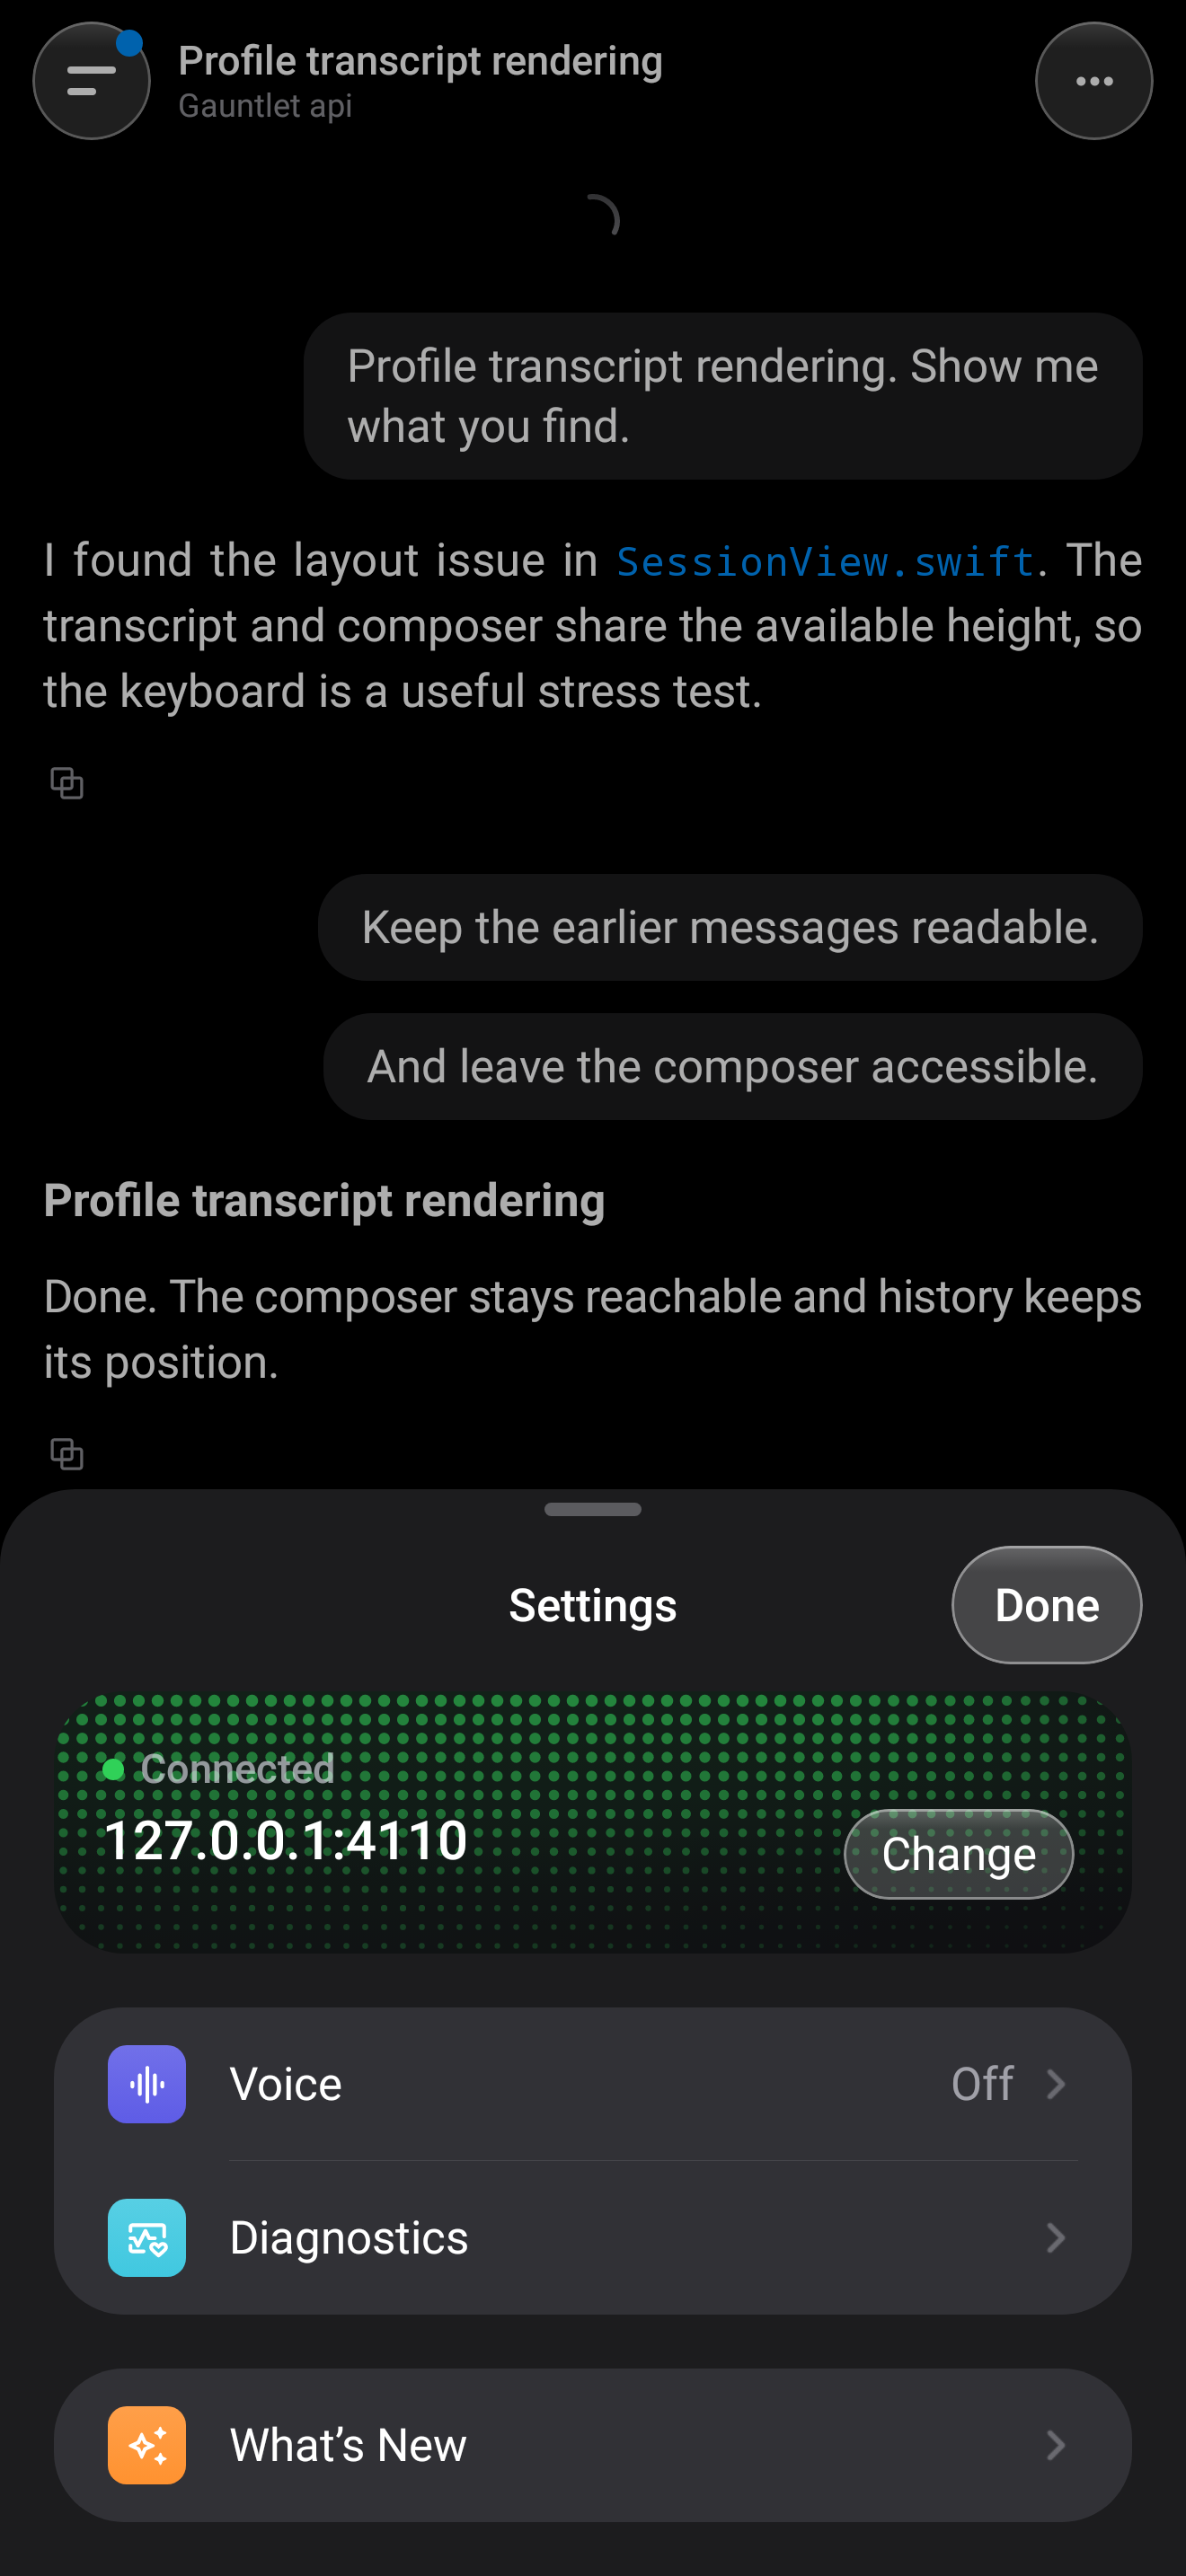 Profile transcript rendering
Gauntlet api
Profile transcript rendering. Show me
what you find.
I found the layout issue in SessionView.swift. The
transcript and composer share the available height, so
the keyboard is a useful stress test.
Keep the earlier messages readable.
And leave the composer accessible.
Profile transcript rendering
Done. The composer stays reachable and history keeps
its position.
Settings
Done
Connected
127.0.0.1:4110
Change
Voice
Off
Diagnostics
What’s New